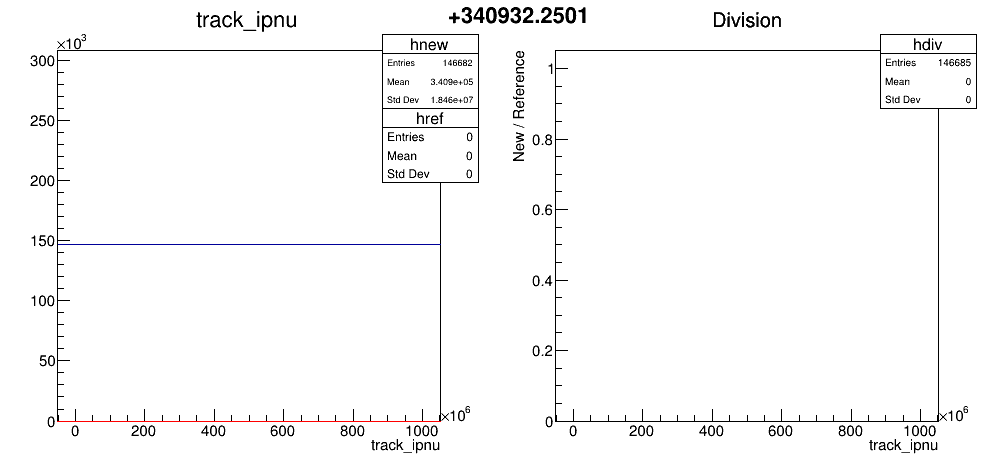 +340932.2501
track_ipnu
×10³
hnew
Entries 146682
Mean 3.409e+05
Std Dev 1.846e+07
href
Entries 0
Mean 0
Std Dev 0
300
250
200
150
100
50
0
0 200 400 600 800 1000
×10⁶
track_ipnu
Division
hdiv
Entries 146685
Mean 0
Std Dev 0
New / Reference
1
0.8
0.6
0.4
0.2
0
0 200 400 600 800 1000
×10⁶
track_ipnu